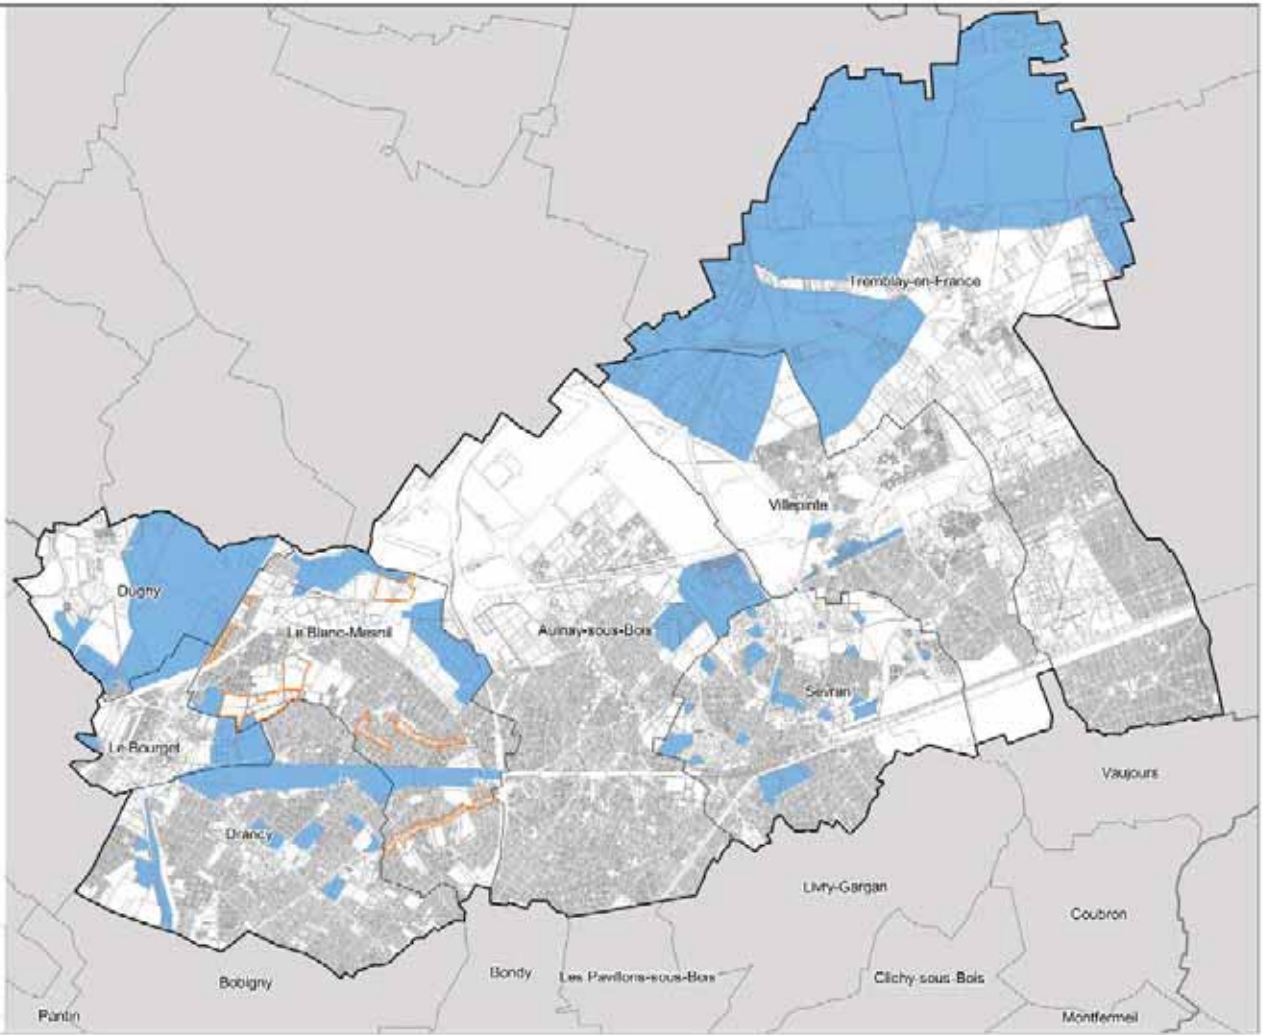 Tremblay-en-France
Villepinte
Dugny
Le Blanc-Mesnil
Aulnay-sous-Bois
Sevran
Le Bourget
Vaujours
Drancy
Livry-Gargan
Coubron
Bondy
Les Pavillons-sous-Bois
Clichy-sous-Bois
Bobigny
Pantin
Montfermeil